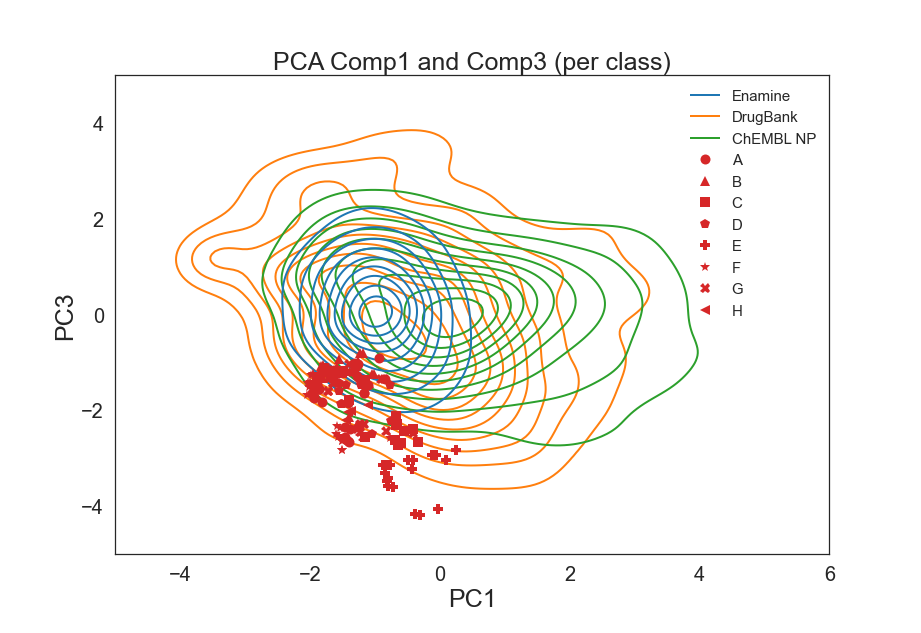 PCA Comp1 and Comp3 (per class)
Enamine
DrugBank
ChEMBL NP
A
B
C
D
E
F
G
H
4
2
0
−2
−4
PC3
−4
−2
0
2
4
6
PC1